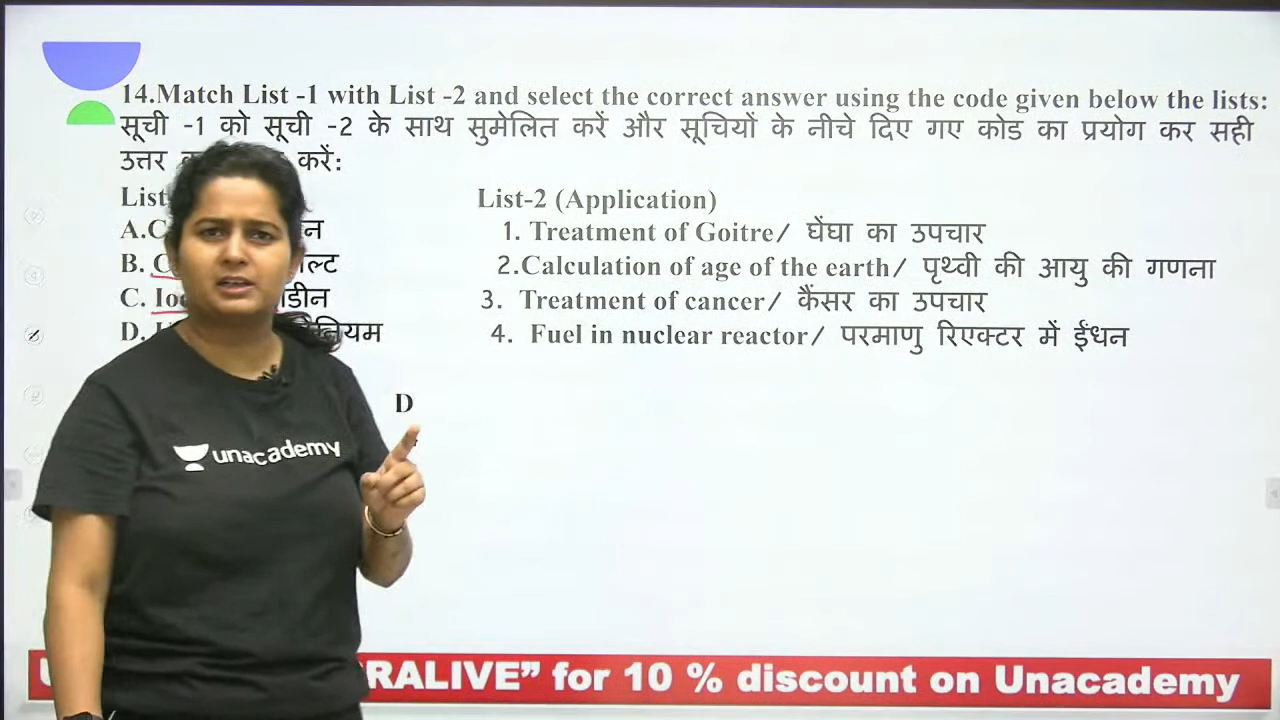 14.Match List -1 with List -2 and select the correct answer using the code given below the lists:
सूची -1 को सूची -2 के साथ सुमेलित करें और सूचियों के नीचे दिए गए कोड का प्रयोग कर सही
उत्तर करें:
List List-2 (Application)
A. 1. Treatment of Goitre/ घेंघा का उपचार
B. 2.Calculation of age of the earth/ पृथ्वी की आयु की गणना
C. 3. Treatment of cancer/ कैंसर का उपचार
D. 4. Fuel in nuclear reactor/ परमाणु रिएक्टर में ईंधन
D
unacademy
for 10 % discount on Unacademy